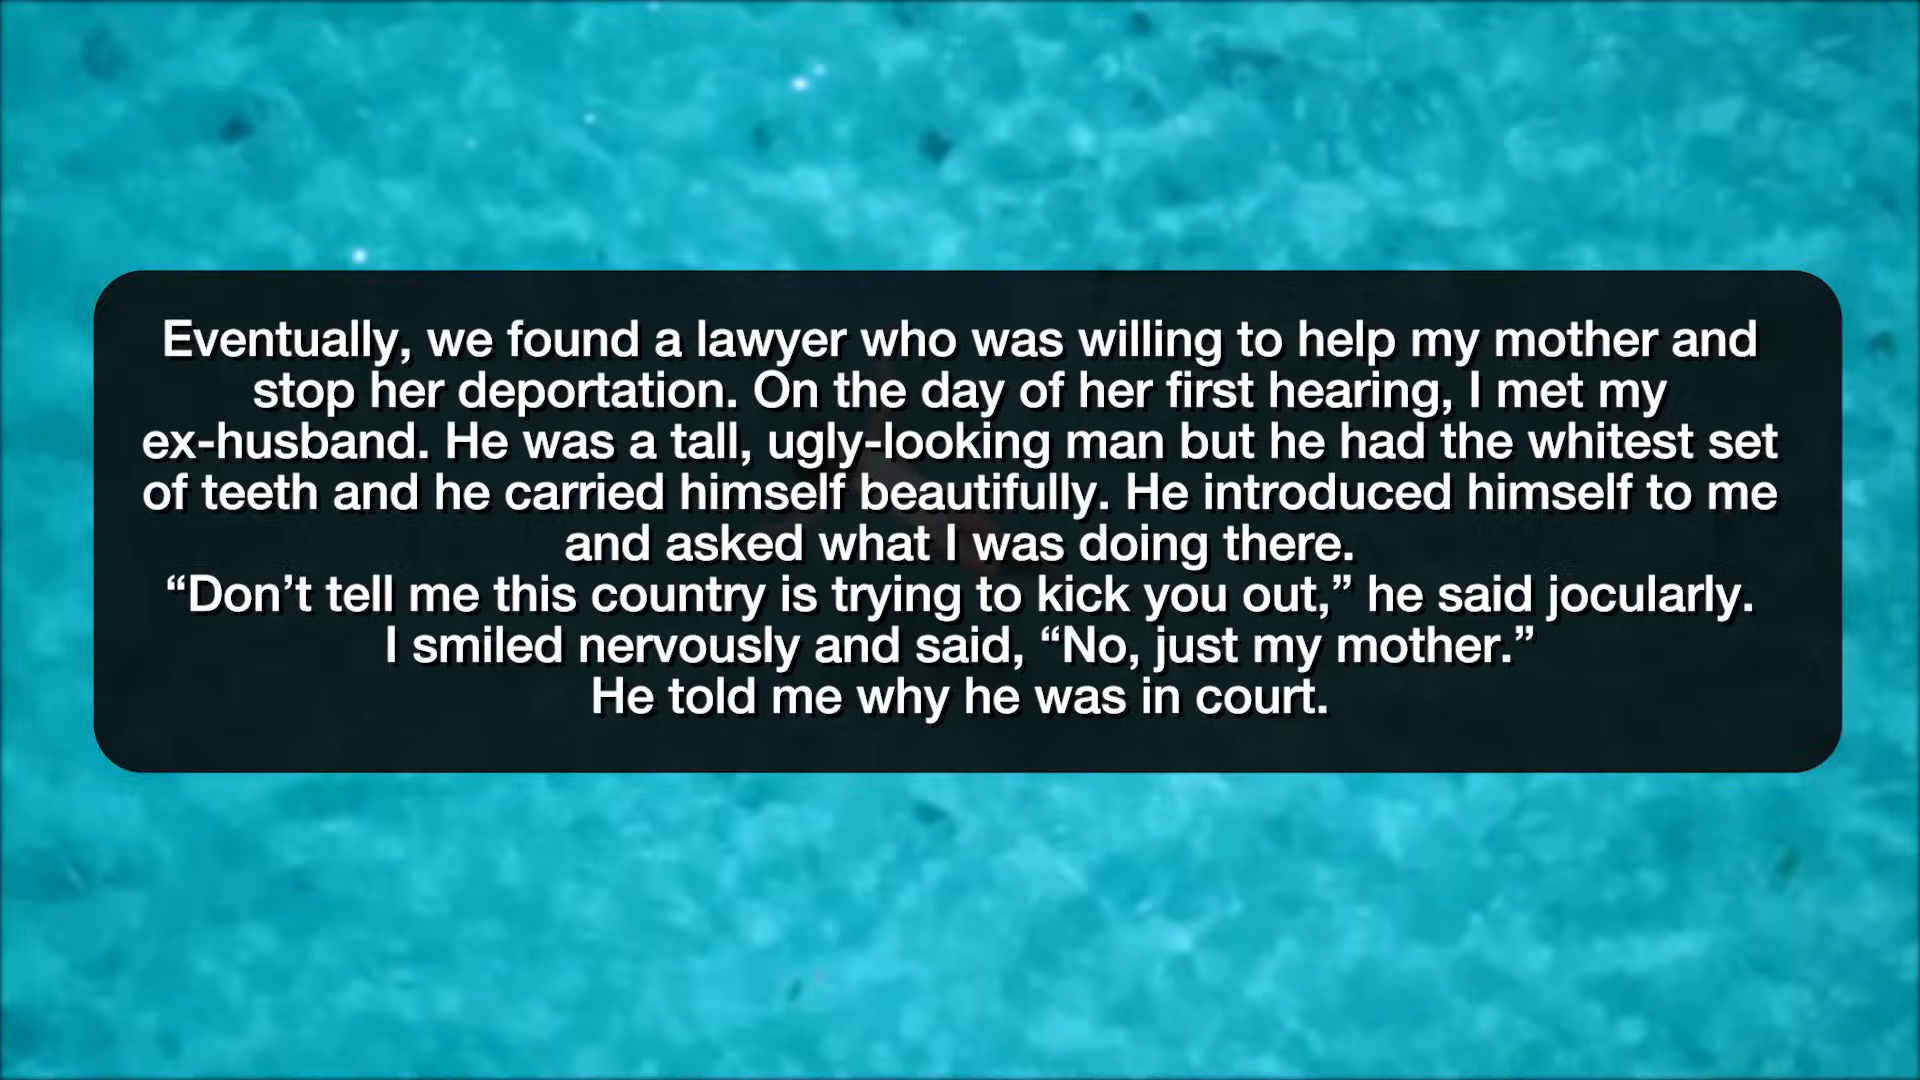 Eventually, we found a lawyer who was willing to help my mother and
stop her deportation. On the day of her first hearing, I met my
ex-husband. He was a tall, ugly-looking man but he had the whitest set
of teeth and he carried himself beautifully. He introduced himself to me
and asked what I was doing there.
“Don’t tell me this country is trying to kick you out,” he said jocularly.
I smiled nervously and said, “No, just my mother.”
He told me why he was in court.